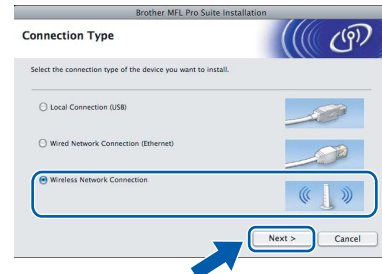 Brother MFL Pro Suite Installation
Connection Type
Select the connection type of the device you want to install.
Local Connection (USB)
Wired Network Connection (Ethernet)
Wireless Network Connection
Next >
Cancel